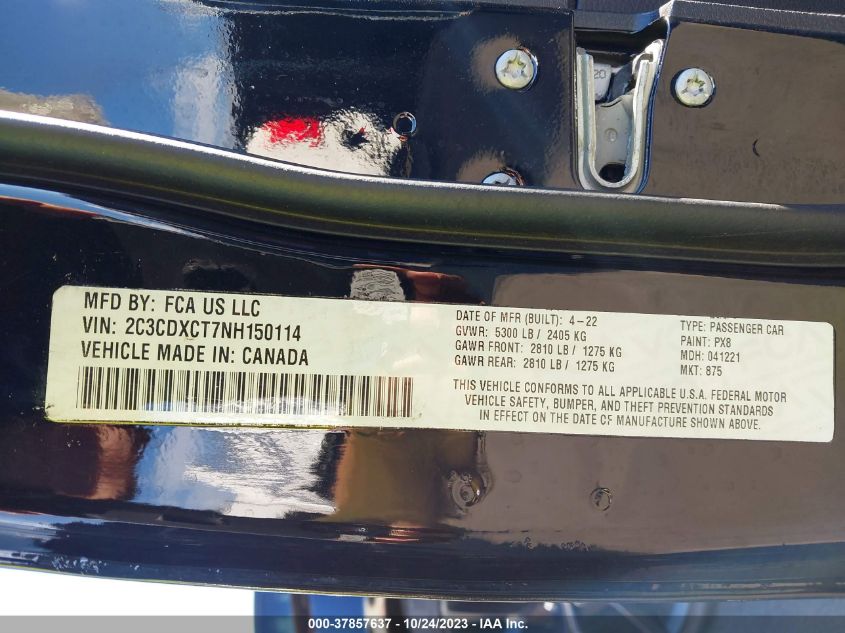 20
MFD BY: FCA US LLC
VIN: 2C3CDXCT7NH150114
VEHICLE MADE IN: CANADA
DATE OF MFR (BUILT): 4-22
GVWR: 5300 LB / 2405 KG
GAWR FRONT: 2810 LB / 1275 KG
GAWR REAR: 2810 LB / 1275 KG
TYPE: PASSENGER CAR
PAINT: PX8
MDH: 041221
MKT: 875
THIS VEHICLE CONFORMS TO ALL APPLICABLE U.S.A. FEDERAL MOTOR
VEHICLE SAFETY, BUMPER, AND THEFT PREVENTION STANDARDS
IN EFFECT ON THE DATE OF MANUFACTURE SHOWN ABOVE.
000-37857637 - 10/24/2023 - IAA Inc.